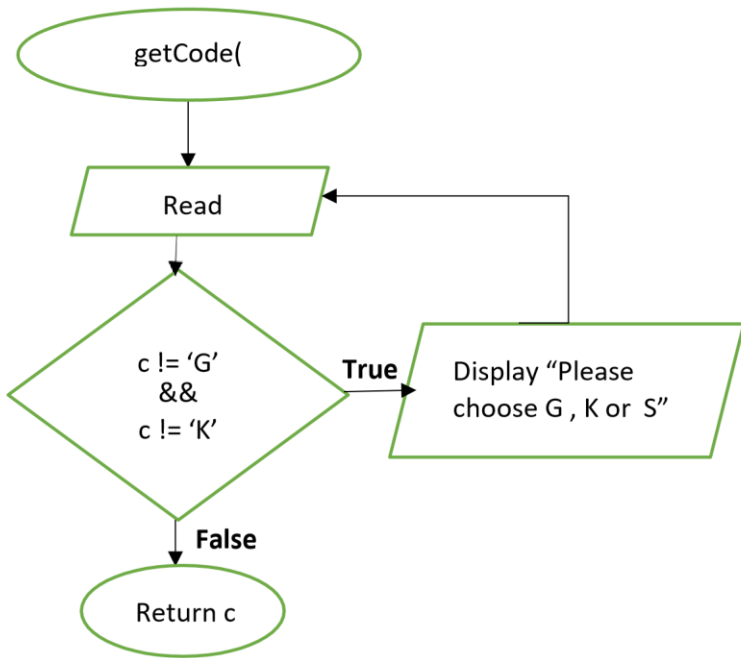 getCode(
Read
c != ‘G’
&&
c != ‘K’
True
Display “Please
choose G , K or S”
False
Return c